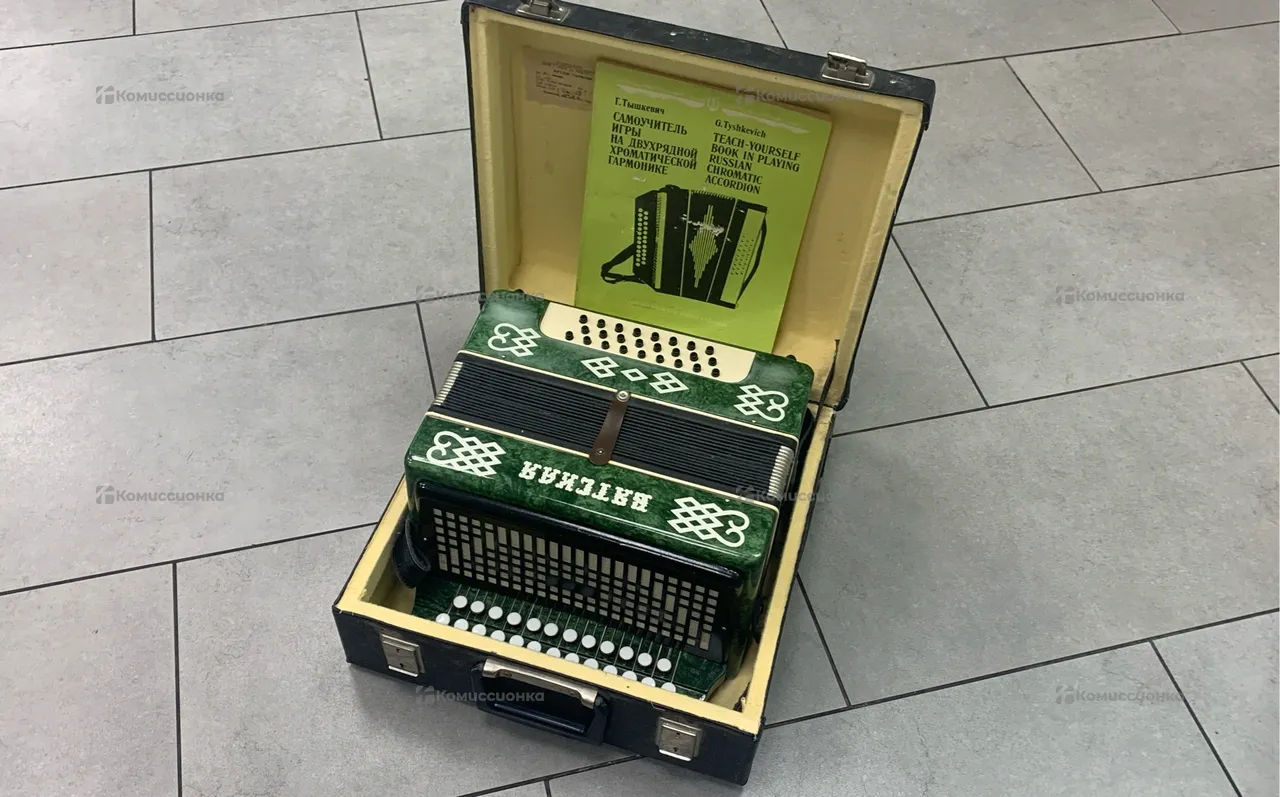 Комиссионка
Комиссионка
Г. Тышкевич
САМОУЧИТЕЛЬ
ИГРЫ
НА ДВУХРЯДНОЙ
ХРОМАТИЧЕСКОЙ
ГАРМОНИКЕ
G. Tyshkevich
TEACH-YOURSELF
BOOK IN PLAYING
RUSSIAN
CHROMATIC
ACCORDION
Комиссионка
Комиссионка
ВЯТСКАЯ
Комиссионка
Комиссионка
Комиссионка
Комиссионка